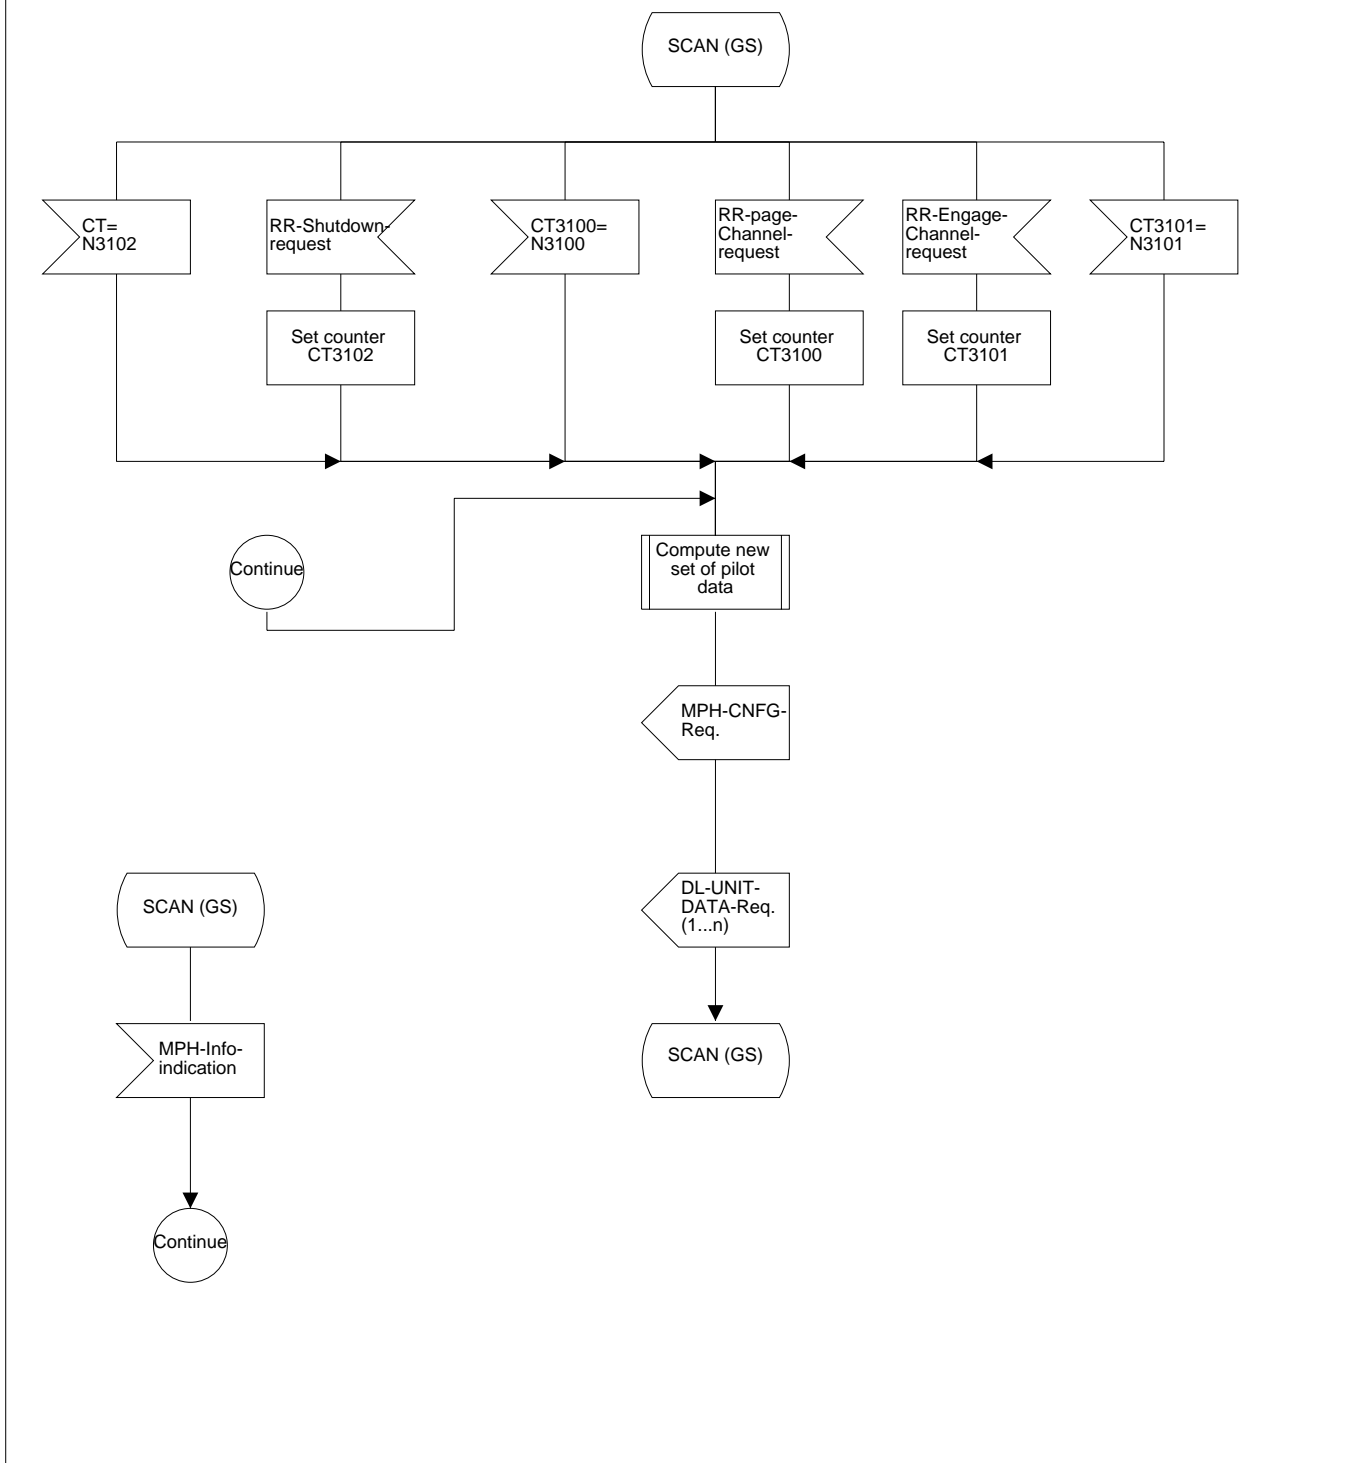 SCAN (GS)
CT=
N3102
RR-Shutdown-
request
CT3100=
N3100
RR-page-
Channel-
request
RR-Engage-
Channel-
request
CT3101=
N3101
Set counter
CT3102
Set counter
CT3100
Set counter
CT3101
Continue
Compute new
set of pilot
data
MPH-CNFG-
Req.
SCAN (GS)
DL-UNIT-
DATA-Req.
(1...n)
MPH-Info-
indication
SCAN (GS)
Continue